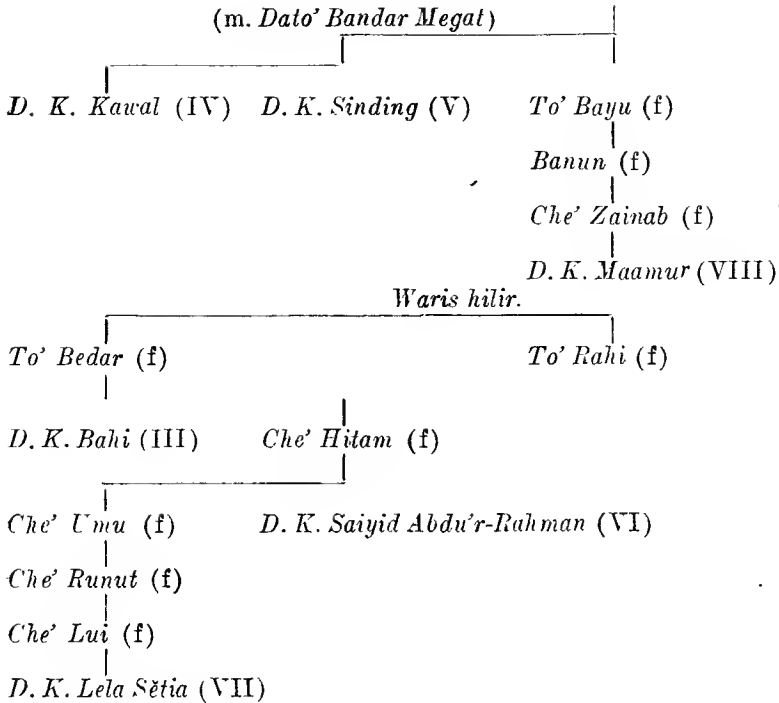 (m. Dato' Bandar Megat)
D. K. Kawal (IV) D. K. Sinding (V) To' Bayu (f)
Banun (f)
Che' Zainab (f)
D. K. Maamur (VIII)
Waris hilir.
To' Bedar (f) To' Rahi (f)
D. K. Bahi (III) Che' Hitam (f)
Che' Umu (f) D. K. Saiyid Abdu'r-Rahman (VI)
Che' Runut (f)
Che' Lui (f)
D. K. Lela Sĕtia (VII)